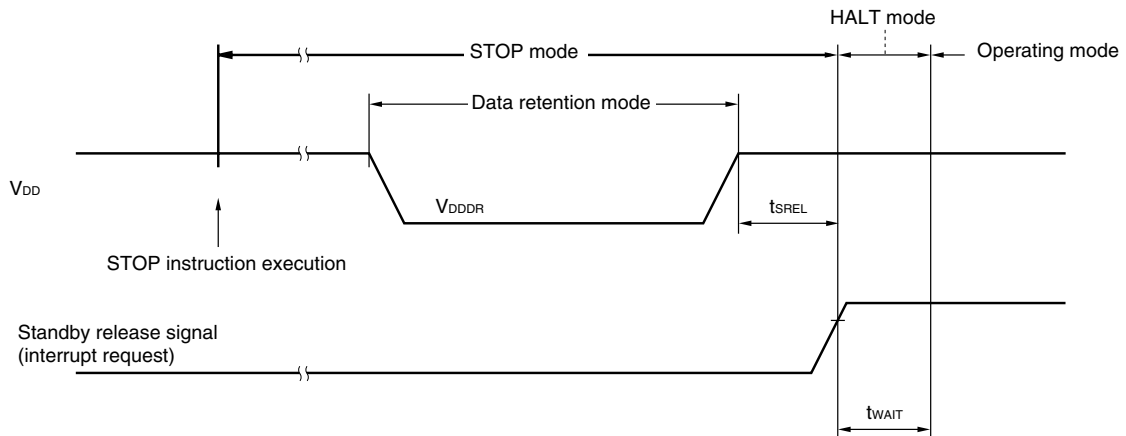 HALT mode
STOP mode
Operating mode
Data retention mode
VDD
VDDDR
tSREL
STOP instruction execution
Standby release signal
(interrupt request)
tWAIT